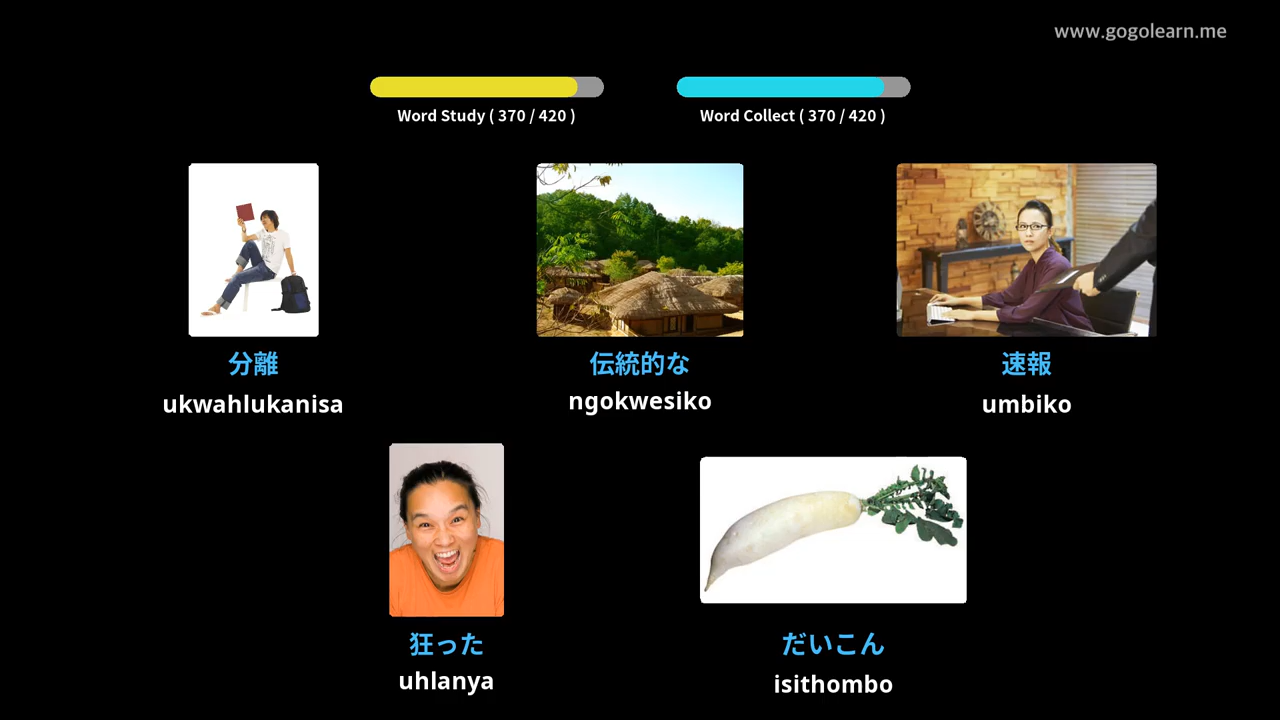 www.gogolearn.me
Word Study ( 370 / 420 )
Word Collect ( 370 / 420 )
分離
ukwahlukanisa
伝統的な
ngokwesiko
速報
umbiko
狂った
uhlanya
だいこん
isithombo